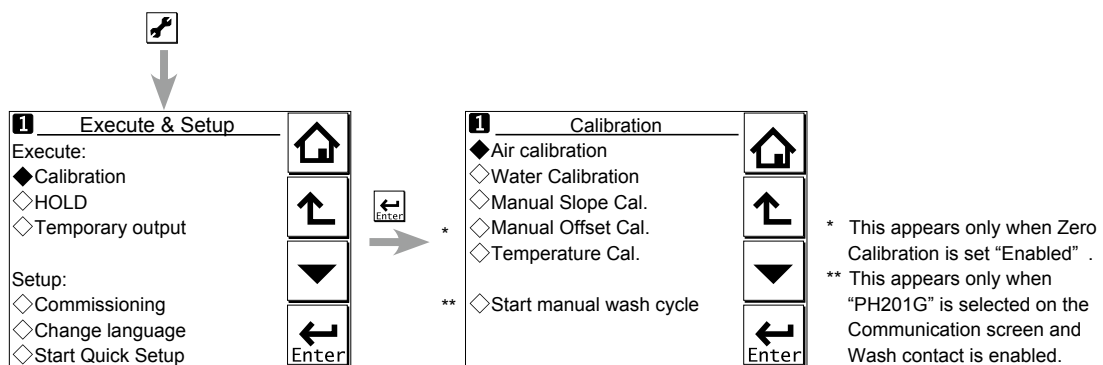 1 Execute & Setup
Execute:
Calibration
HOLD
Temporary output
Setup:
Commissioning
Change language
Start Quick Setup
Enter
Enter
1 Calibration
Air calibration
Water Calibration
Manual Slope Cal.
* Manual Offset Cal.
Temperature Cal.
** Start manual wash cycle
Enter
* This appears only when Zero
Calibration is set “Enabled” .
** This appears only when
“PH201G” is selected on the
Communication screen and
Wash contact is enabled.